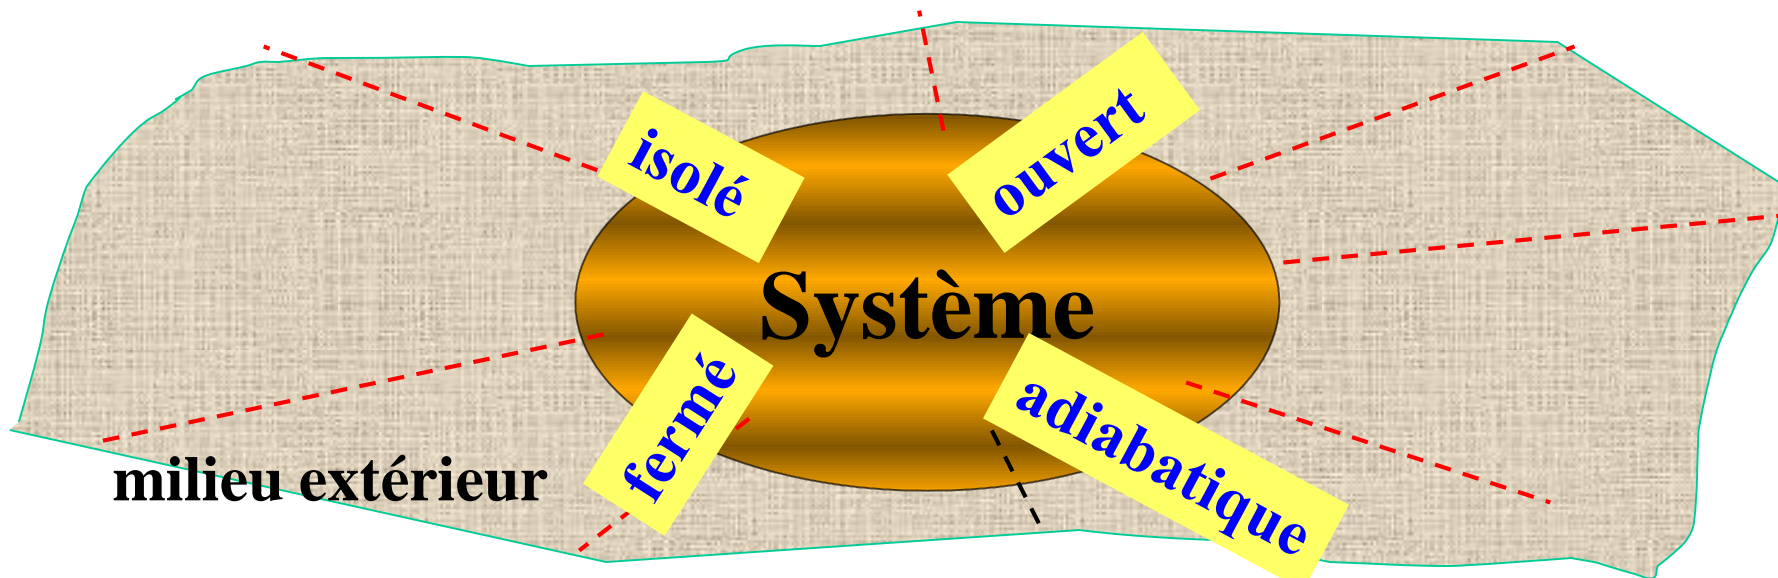 isolé
ouvert
Système
fermé
adiabatique
milieu extérieur